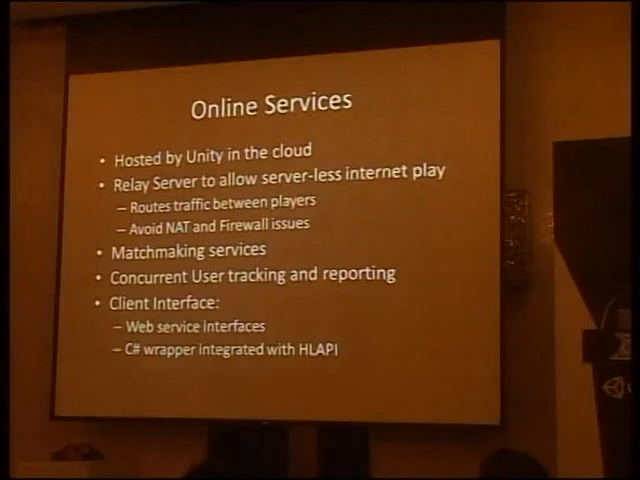 Online Services
• Hosted by Unity in the cloud
• Relay Server to allow server-less internet play
– Routes traffic between players
– Avoid NAT and Firewall issues
• Matchmaking services
• Concurrent User tracking and reporting
• Client Interface:
– Web service interfaces
– C# wrapper integrated with HLAPI